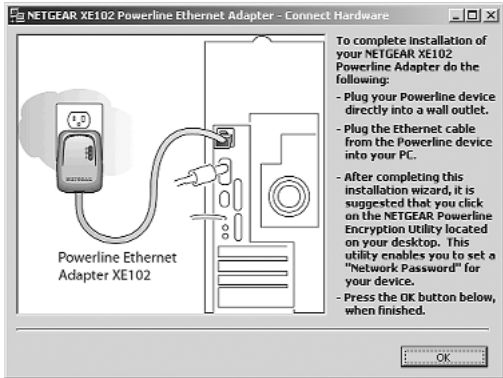 NETGEAR XE102 Powerline Ethernet Adapter - Connect Hardware
To complete installation of
your NETGEAR XE102
Powerline Adapter do the
following:
- Plug your Powerline device
directly into a wall outlet.
- Plug the Ethernet cable
from the Powerline device
into your PC.
- After completing this
installation wizard, it is
suggested that you click
on the NETGEAR Powerline
Encryption Utility located
on your desktop. This
utility enables you to set a
"Network Password" for
your device.
- Press the OK button below,
when finished.
NETGEAR
Powerline Ethernet
Adapter XE102
OK